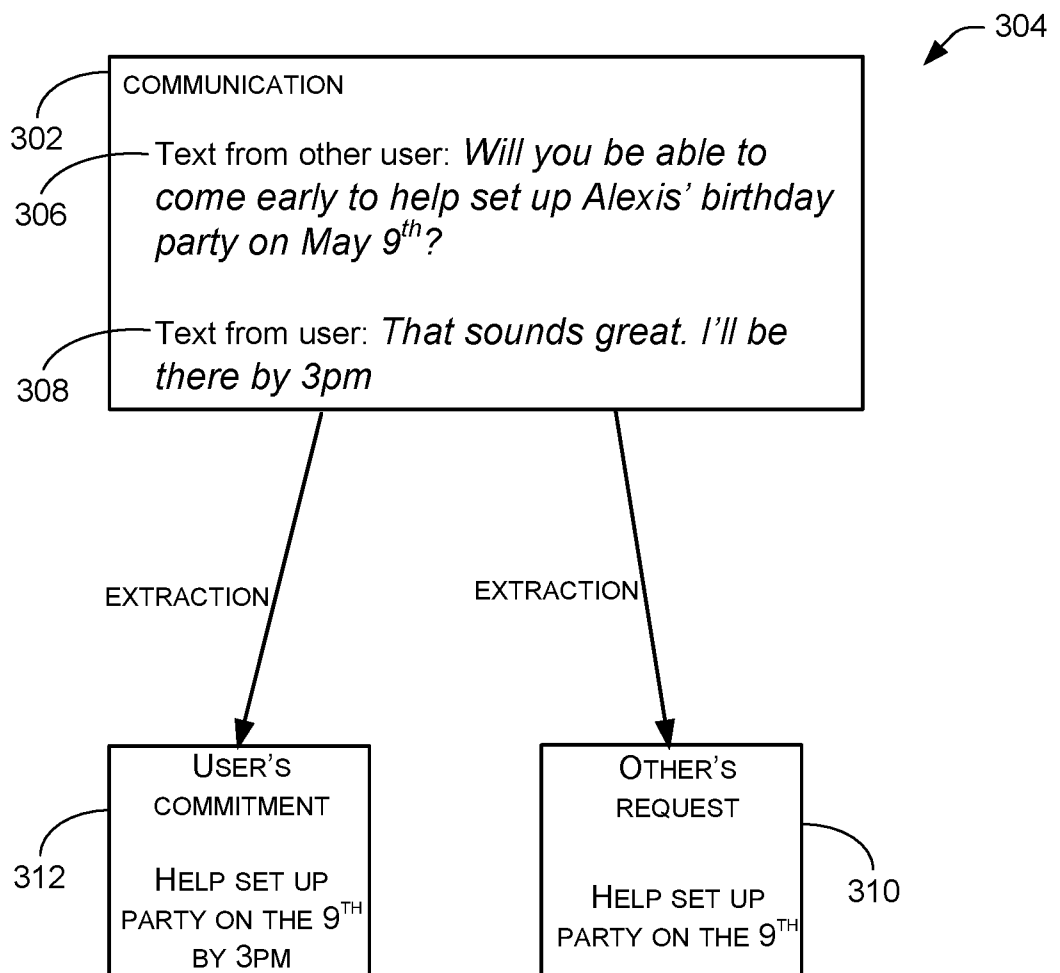 304
COMMUNICATION
302
Text from other user: Will you be able to
306
come early to help set up Alexis’ birthday
party on May 9th?
Text from user: That sounds great. I’ll be
308
there by 3pm
EXTRACTION
EXTRACTION
USER’S
COMMITMENT
312
HELP SET UP
PARTY ON THE 9TH
BY 3PM
OTHER’S
REQUEST
310
HELP SET UP
PARTY ON THE 9TH